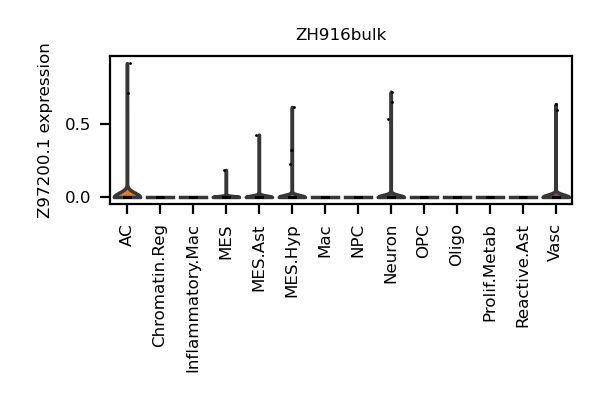 ZH916bulk
Z97200.1 expression
0.5
0.0
AC
Chromatin.Reg
Inflammatory.Mac
MES
MES.Ast
MES.Hyp
Mac
NPC
Neuron
OPC
Oligo
Prolif.Metab
Reactive.Ast
Vasc